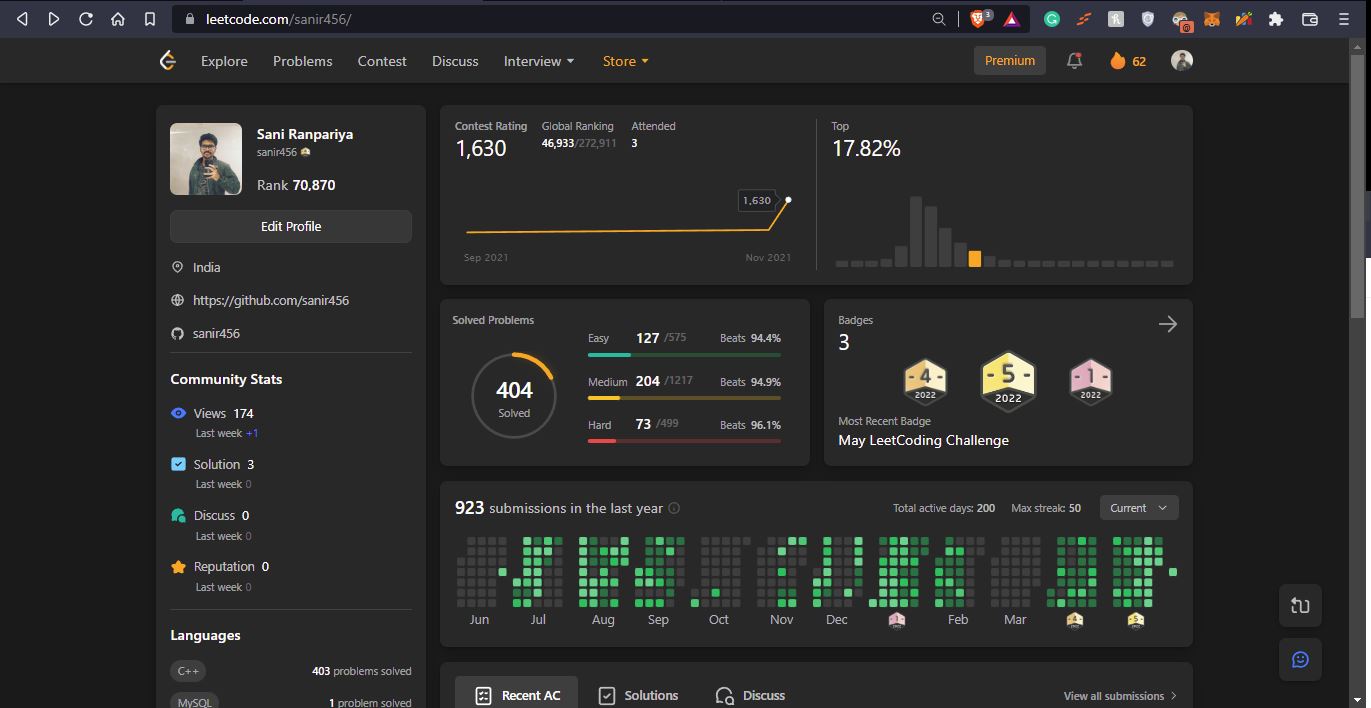 leetcode.com/sanir456/
3
Explore Problems Contest Discuss Interview Store
Premium
62
Sani Ranpariya
sanir456
Rank 70,870
Edit Profile
India
https://github.com/sanir456
sanir456
Community Stats
Views 174
Last week +1
Solution 3
Last week 0
Discuss 0
Last week 0
Reputation 0
Last week 0
Languages
C++ 403 problems solved
MySQL 1 problem solved
Contest Rating
1,630
Global Ranking
46,933/272,911
Attended
3
1,630
Sep 2021 Nov 2021
Top
17.82%
Solved Problems
404
Solved
Easy 127 /575 Beats 94.4%
Medium 204 /1217 Beats 94.9%
Hard 73 /499 Beats 96.1%
Badges
3
4 5 1
2022 2022 2022
Most Recent Badge
May LeetCoding Challenge
923 submissions in the last year
Total active days: 200 Max streak: 50 Current
Jun Jul Aug Sep Oct Nov Dec 1 Feb Mar 4 5
Recent AC Solutions Discuss View all submissions